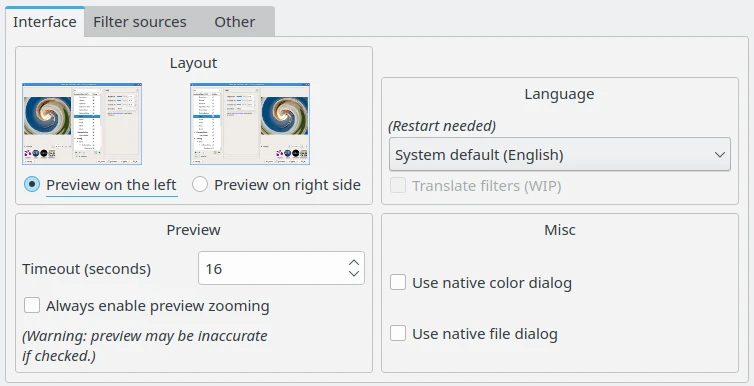 Interface Filter sources Other
Layout
Preview on the left Preview on right side
Language
(Restart needed)
System default (English)
Translate filters (WIP)
Preview
Timeout (seconds) 16
Always enable preview zooming
(Warning: preview may be inaccurate
if checked.)
Misc
Use native color dialog
Use native file dialog